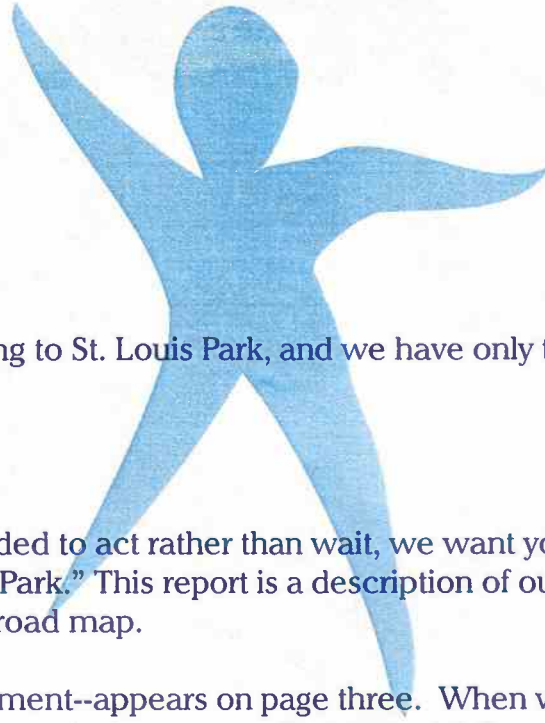 ng to St. Louis Park, and we have only t
ded to act rather than wait, we want yo
Park.” This report is a description of ou
road map.
ment--appears on page three. When w